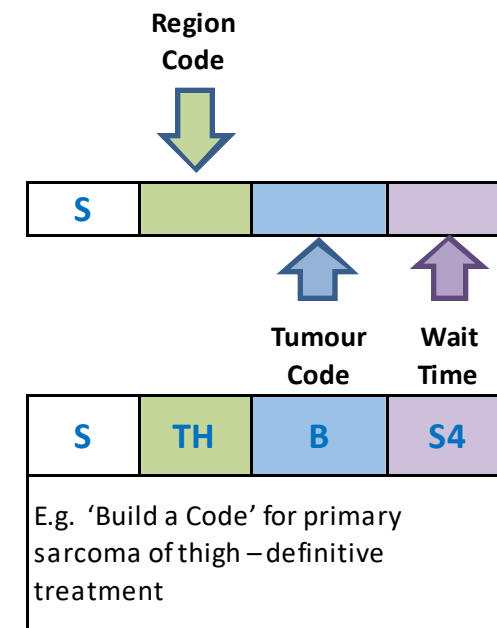 Region
Code
S
Tumour Wait
Code Time
S TH B S4
E.g. ‘Build a Code’ for primary
sarcoma of thigh – definitive
treatment